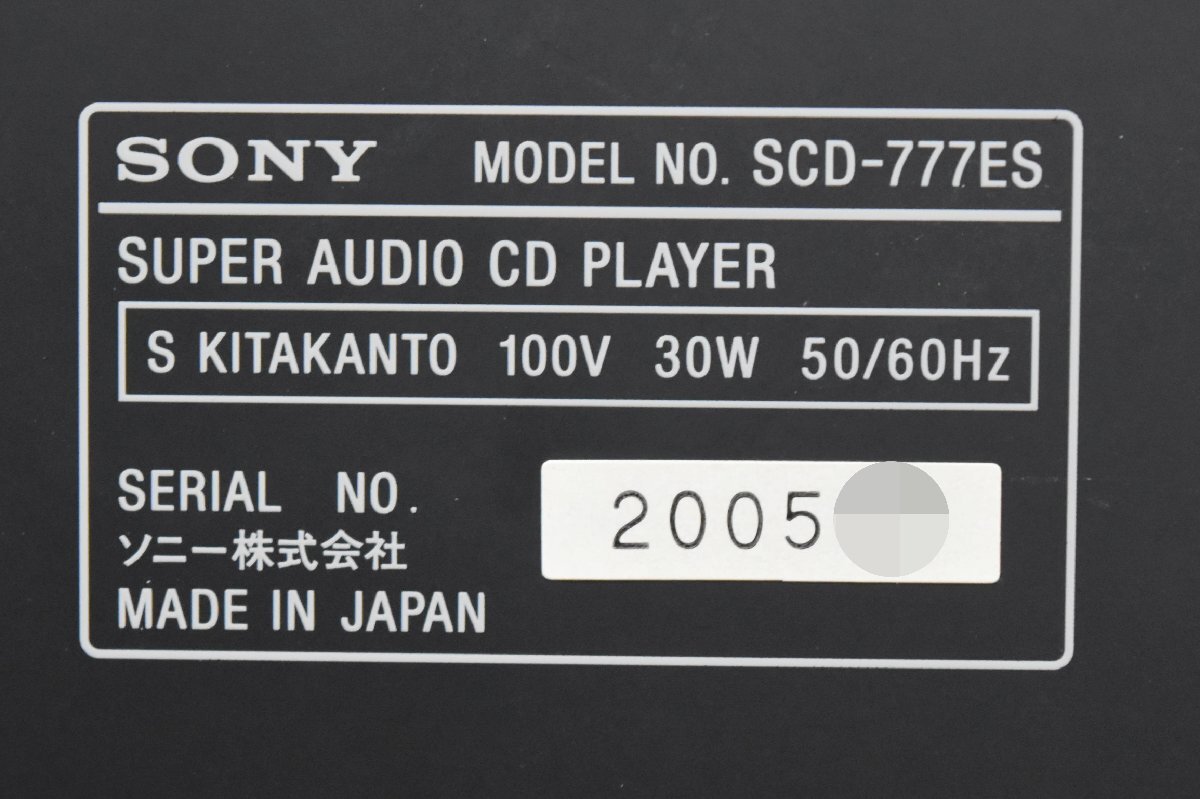 SONY MODEL NO. SCD-777ES
SUPER AUDIO CD PLAYER
S KITAKANTO 100V 30W 50/60Hz
SERIAL NO. 2005
ソニー株式会社
MADE IN JAPAN